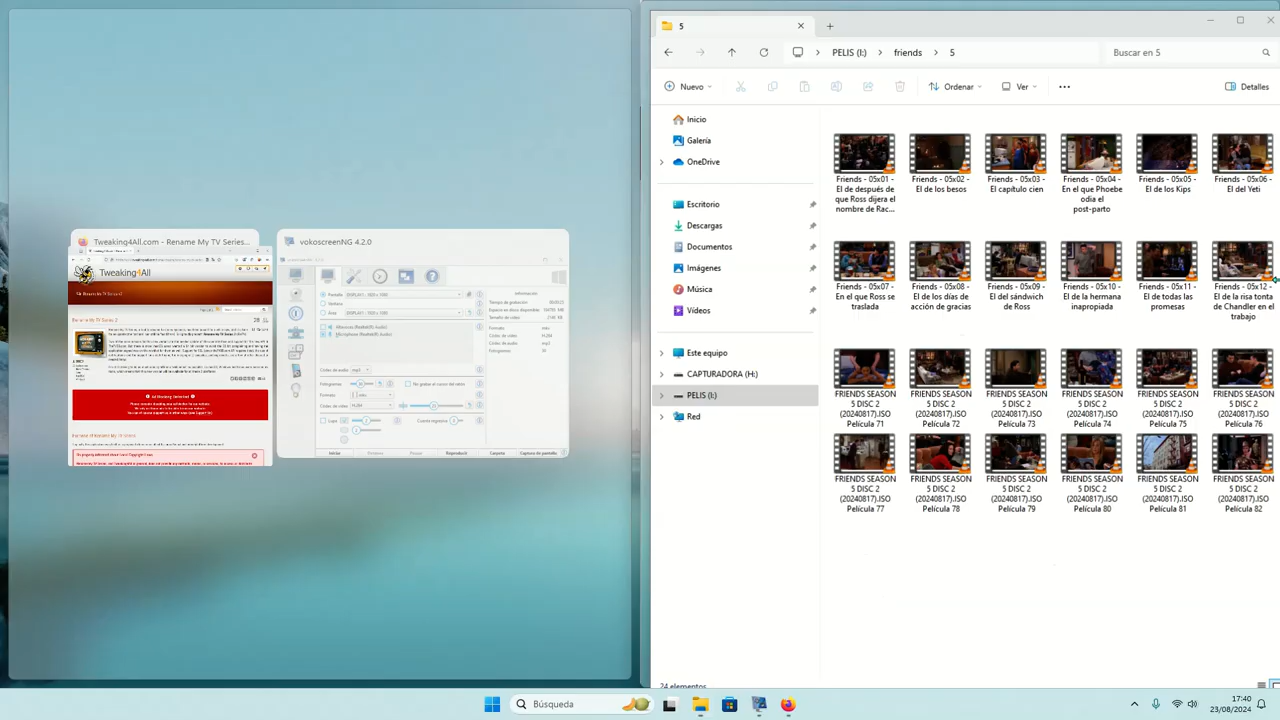 5
PELIS (I:)
friends
5
Buscar en 5
Nuevo
Ordenar
Ver
Detalles
Inicio
Galería
OneDrive
Escritorio
Descargas
Documentos
Imágenes
Música
Vídeos
Este equipo
CAPTURADORA (H:)
PELIS (I:)
Red
Friends - 05x01 -
El de después de
que Ross dijera el
nombre de Rac...
Friends - 05x02 -
El de los besos
Friends - 05x03 -
El capítulo cien
Friends - 05x04 -
En el que Phoebe
odia el
post-parto
Friends - 05x05 -
El de los Kips
Friends - 05x06 -
El del Yeti
Friends - 05x07 -
En el que Ross se
traslada
Friends - 05x08 -
El de los días de
acción de gracias
Friends - 05x09 -
El del sándwich
de Ross
Friends - 05x10 -
El de la hermana
inapropiada
Friends - 05x11 -
El de todas las
promesas
Friends - 05x12 -
El de la risa tonta
de Chandler en el
trabajo
FRIENDS SEASON
5 DISC 2
(20240817).ISO
Película 71
FRIENDS SEASON
5 DISC 2
(20240817).ISO
Película 72
FRIENDS SEASON
5 DISC 2
(20240817).ISO
Película 73
FRIENDS SEASON
5 DISC 2
(20240817).ISO
Película 74
FRIENDS SEASON
5 DISC 2
(20240817).ISO
Película 75
FRIENDS SEASON
5 DISC 2
(20240817).ISO
Película 76
FRIENDS SEASON
5 DISC 2
(20240817).ISO
Película 77
FRIENDS SEASON
5 DISC 2
(20240817).ISO
Película 78
FRIENDS SEASON
5 DISC 2
(20240817).ISO
Película 79
FRIENDS SEASON
5 DISC 2
(20240817).ISO
Película 80
FRIENDS SEASON
5 DISC 2
(20240817).ISO
Película 81
FRIENDS SEASON
5 DISC 2
(20240817).ISO
Película 82
24 elementos
Tweaking4All.com - Rename My TV Series...
Tweaking4All
vokoscreenNG 4.2.0
Búsqueda
17:40
23/08/2024